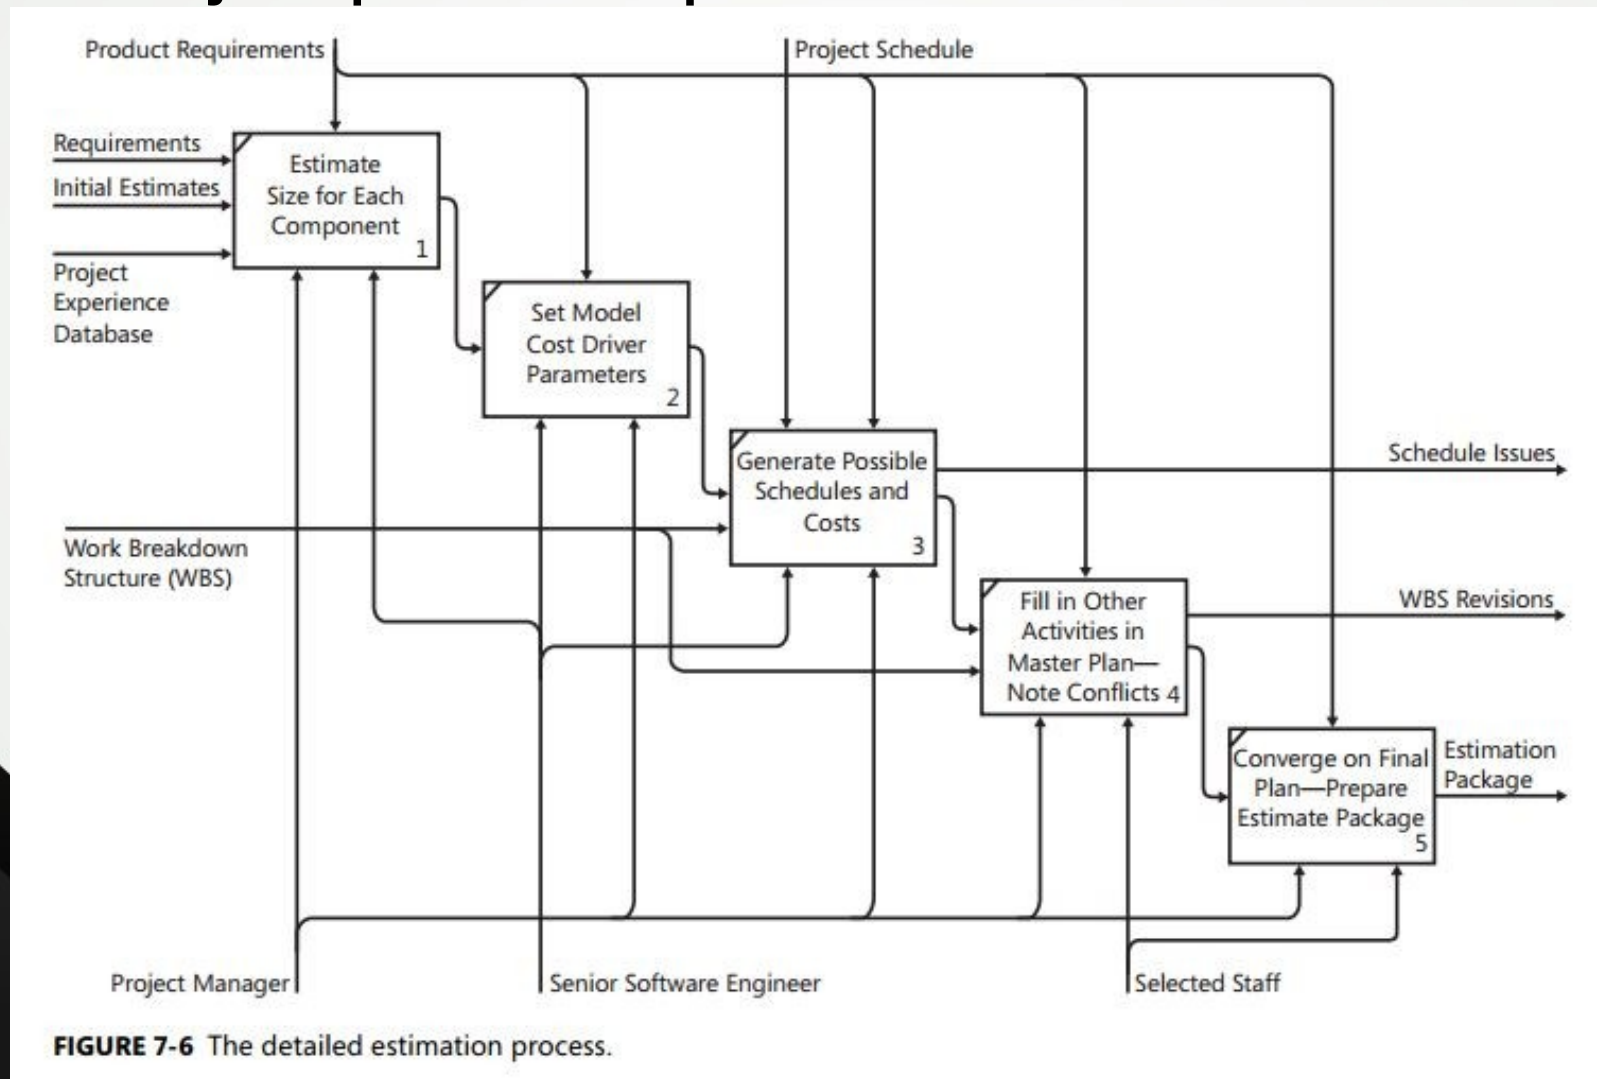 Product Requirements
Project Schedule
Requirements
Initial Estimates
Project
Experience
Database
Estimate
Size for Each
Component
1
Set Model
Cost Driver
Parameters
2
Generate Possible
Schedules and
Costs
3
Schedule Issues
Work Breakdown
Structure (WBS)
Fill in Other
Activities in
Master Plan—
Note Conflicts 4
WBS Revisions
Converge on Final
Plan—Prepare
Estimate Package
5
Estimation
Package
Project Manager
Senior Software Engineer
Selected Staff
FIGURE 7-6 The detailed estimation process.